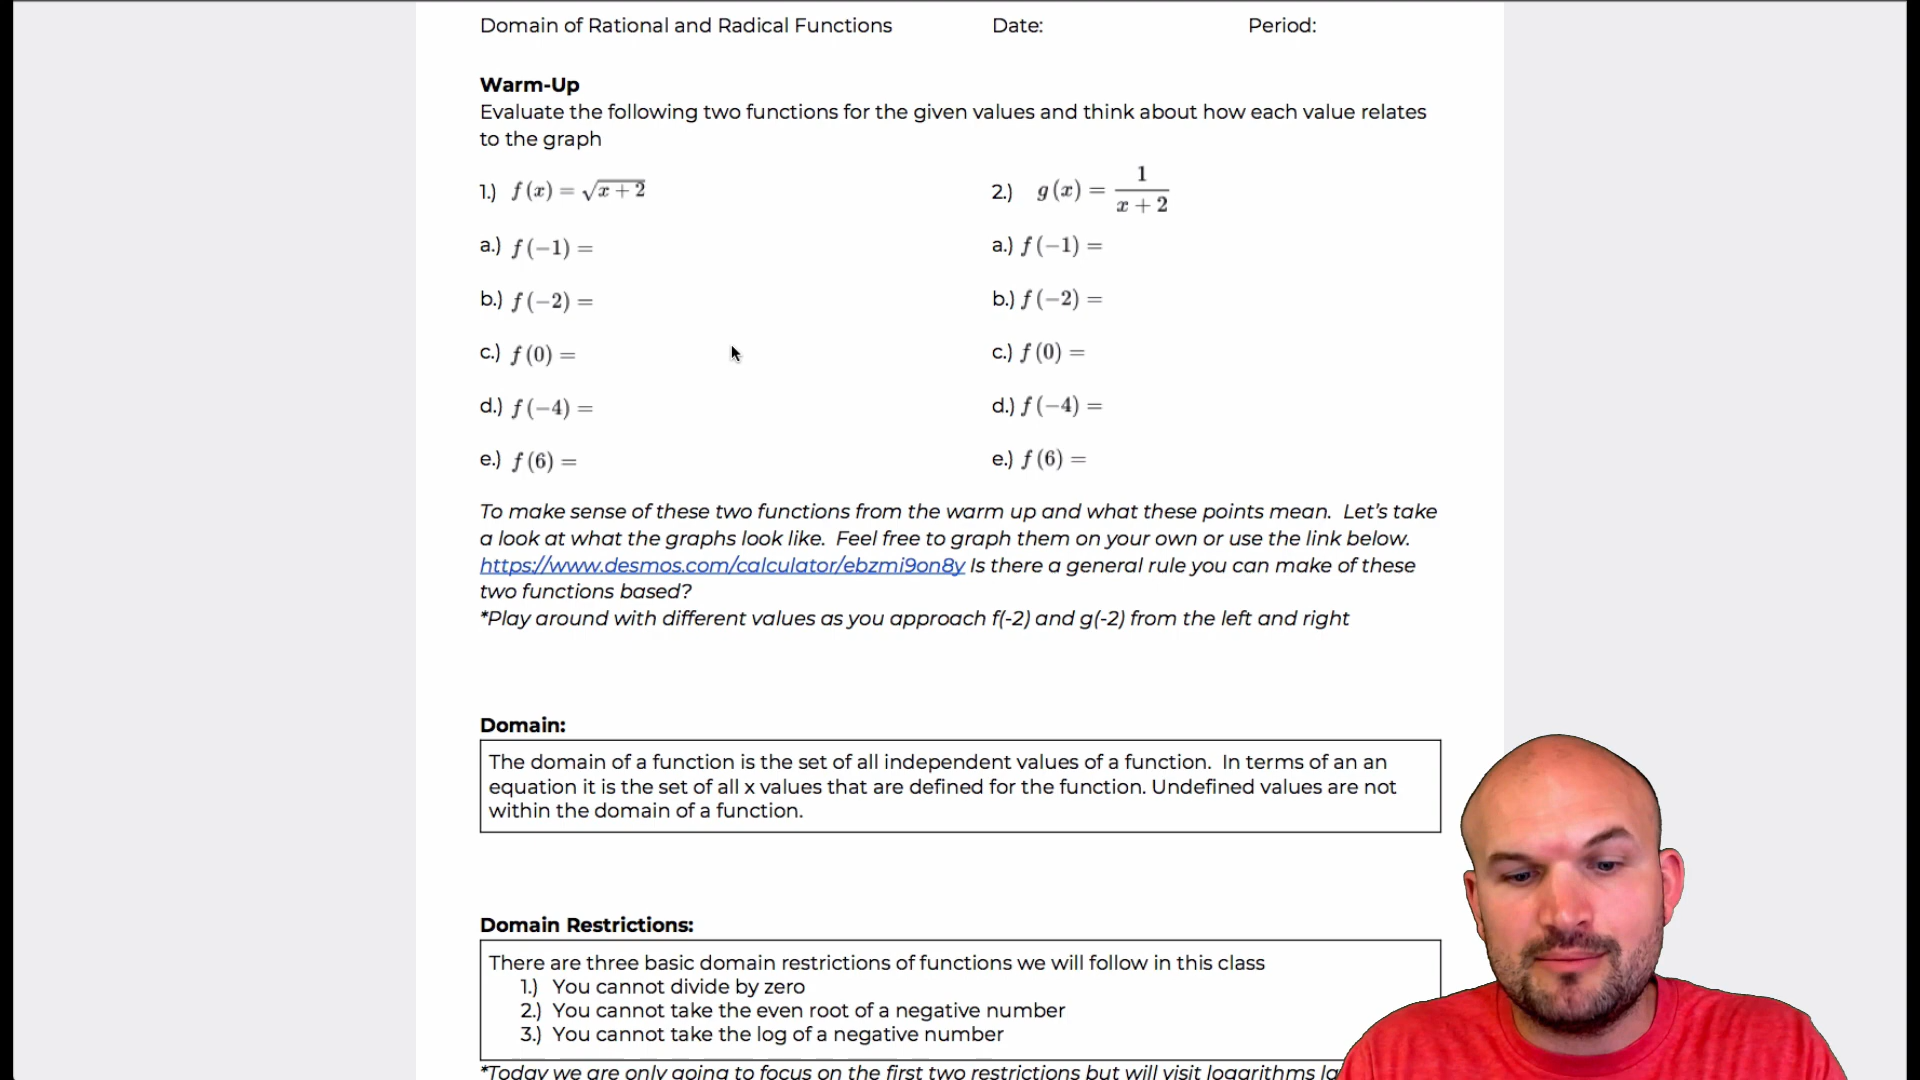 Domain of Rational and Radical Functions Date: Period:
Warm-Up
Evaluate the following two functions for the given values and think about how each value relates
to the graph
1.) f(x) = √(x + 2)
a.) f(−1) =
b.) f(−2) =
c.) f(0) =
d.) f(−4) =
e.) f(6) =
2.) g(x) = 1/(x + 2)
a.) f(−1) =
b.) f(−2) =
c.) f(0) =
d.) f(−4) =
e.) f(6) =
To make sense of these two functions from the warm up and what these points mean. Let's take
a look at what the graphs look like. Feel free to graph them on your own or use the link below.
https://www.desmos.com/calculator/ebzmi9on8y Is there a general rule you can make of these
two functions based?
*Play around with different values as you approach f(-2) and g(-2) from the left and right
Domain:
The domain of a function is the set of all independent values of a function. In terms of an an
equation it is the set of all x values that are defined for the function. Undefined values are not
within the domain of a function.
Domain Restrictions:
There are three basic domain restrictions of functions we will follow in this class
1.) You cannot divide by zero
2.) You cannot take the even root of a negative number
3.) You cannot take the log of a negative number
*Today we are only going to focus on the first two restrictions but will visit logarithms